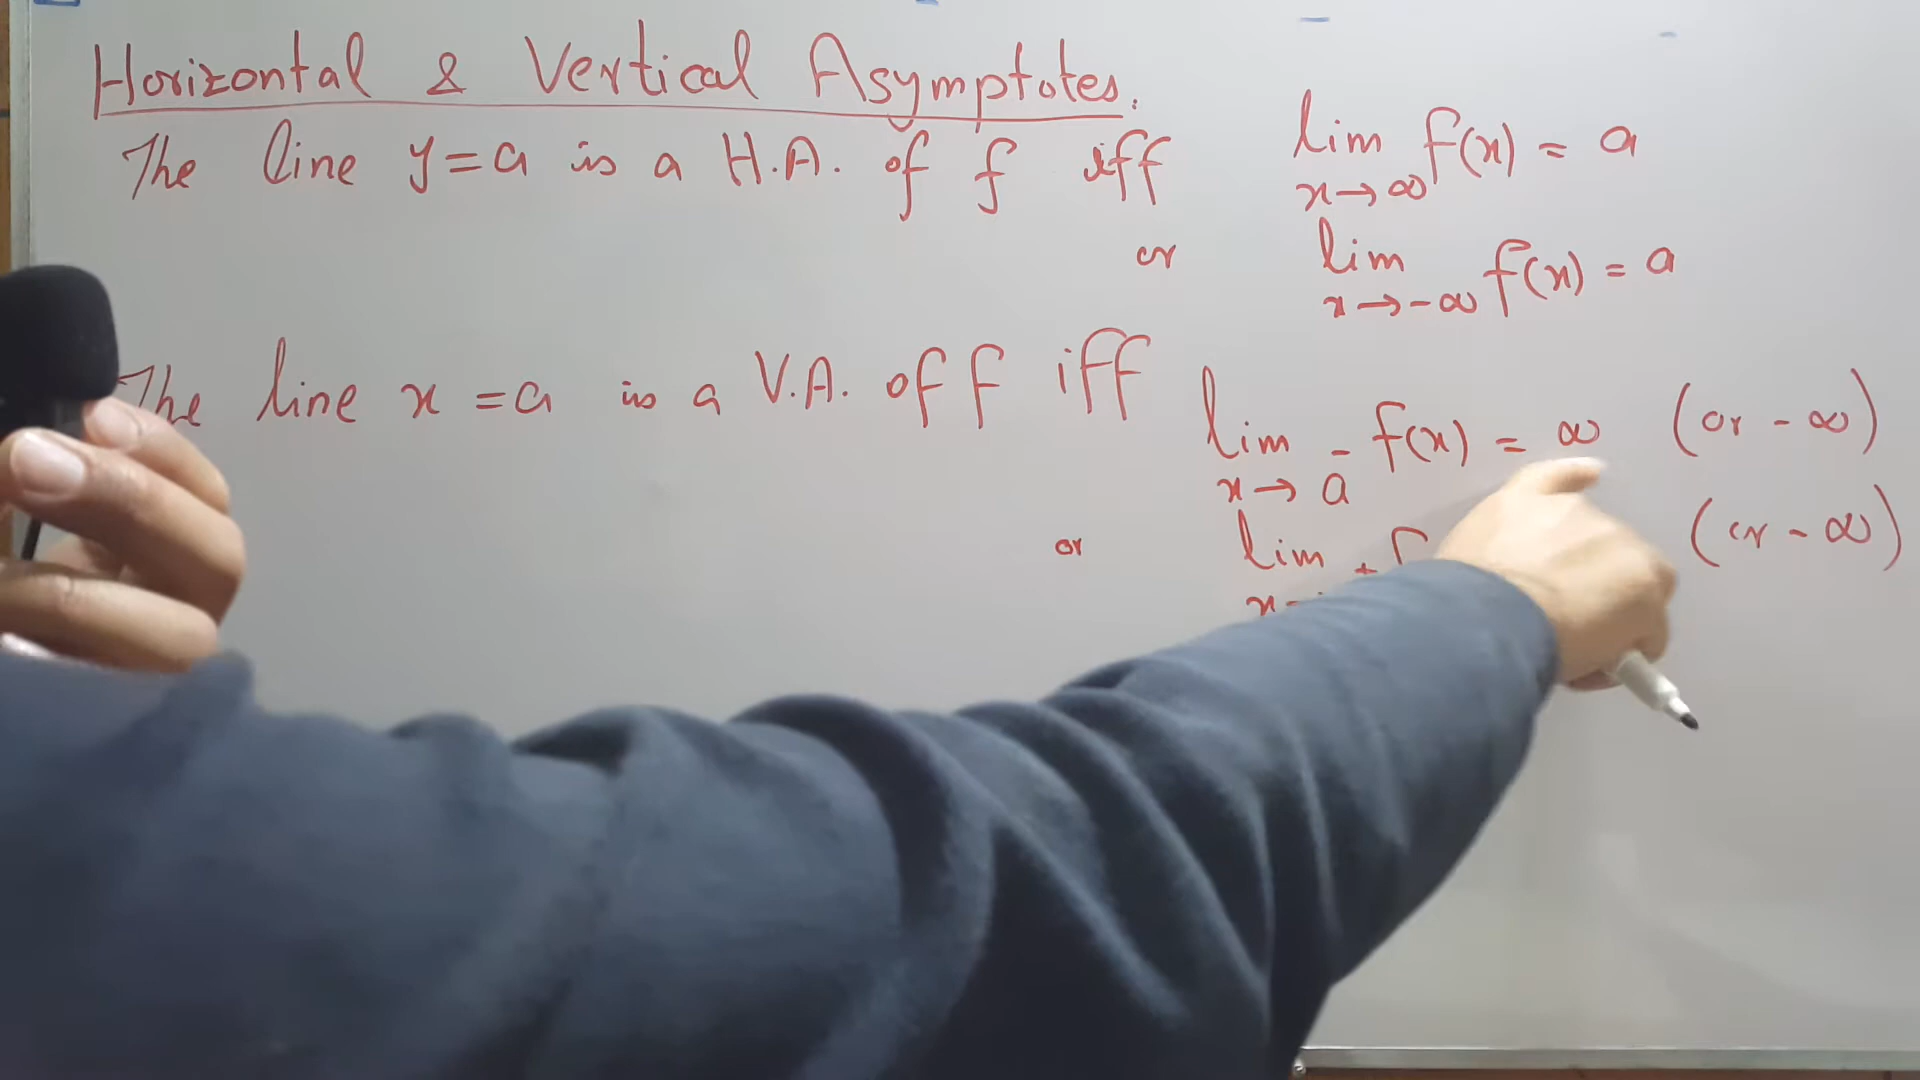 Horizontal & Vertical Asymptotes.
The line y=a is a H.A. of f iff lim f(x) = a
x→∞
or lim f(x) = a
x→-∞
The line x=a is a V.A. of f iff lim f(x) = ∞ (or -∞)
x→a⁻
or lim (or -∞)
x